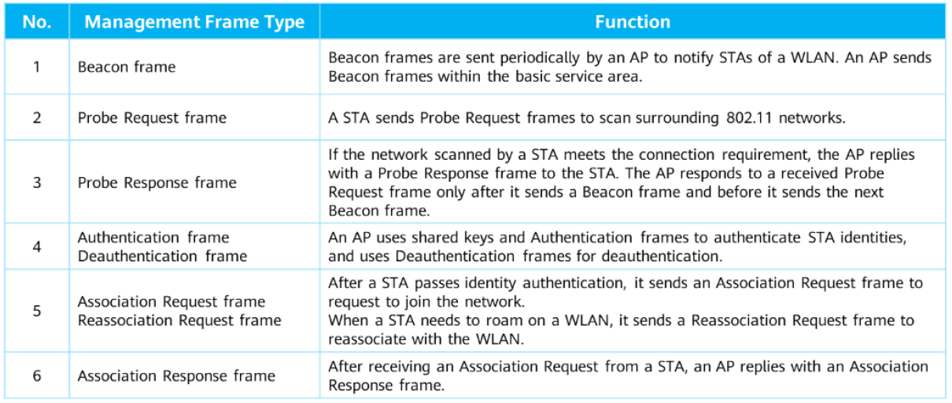 No.
Management Frame Type
Function
1
Beacon frame
Beacon frames are sent periodically by an AP to notify STAs of a WLAN. An AP sends
Beacon frames within the basic service area.
2
Probe Request frame
A STA sends Probe Request frames to scan surrounding 802.11 networks.
3
Probe Response frame
If the network scanned by a STA meets the connection requirement, the AP replies
with a Probe Response frame to the STA. The AP responds to a received Probe
Request frame only after it sends a Beacon frame and before it sends the next
Beacon frame.
4
Authentication frame
Deauthentication frame
An AP uses shared keys and Authentication frames to authenticate STA identities,
and uses Deauthentication frames for deauthentication.
5
Association Request frame
Reassociation Request frame
After a STA passes identity authentication, it sends an Association Request frame to
request to join the network.
When a STA needs to roam on a WLAN, it sends a Reassociation Request frame to
reassociate with the WLAN.
6
Association Response frame
After receiving an Association Request from a STA, an AP replies with an Association
Response frame.